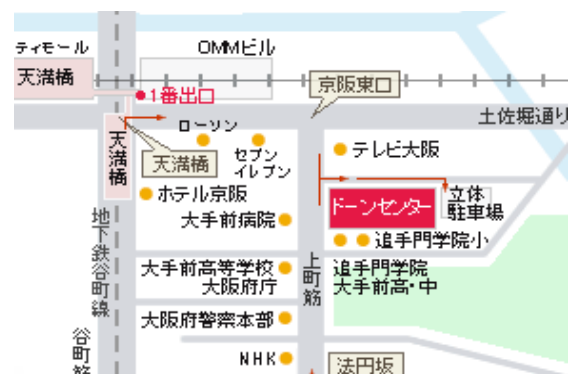 ティモール
OMMビル
天満橋
京阪東口
1番出口
土佐堀通り
ローソン
天満橋
天満橋
セブン
イレブン
テレビ大阪
ホテル京阪
ドーンセンター
立体
駐車場
大手前病院
追手門学院小
地下鉄谷町線
上町筋
大手前高等学校
大阪府庁
追手門学院
大手前高・中
大阪府警察本部
谷町筋
NHK
法円坂